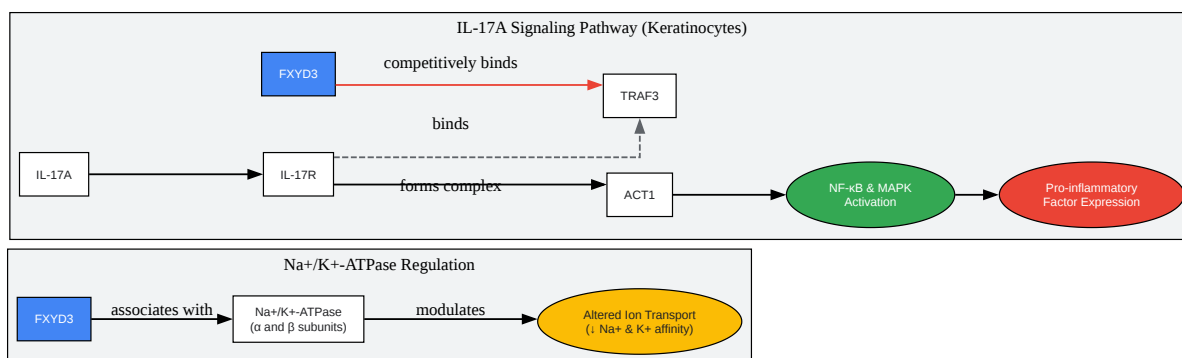 IL-17A Signaling Pathway (Keratinocytes)
FXYD3
competitively binds
TRAF3
binds
IL-17A
IL-17R
forms complex
ACT1
NF-κB & MAPK
Activation
Pro-inflammatory
Factor Expression
Na+/K+-ATPase Regulation
FXYD3
associates with
Na+/K+-ATPase
(α and β subunits)
modulates
Altered Ion Transport
(↓ Na+ & K+ affinity)